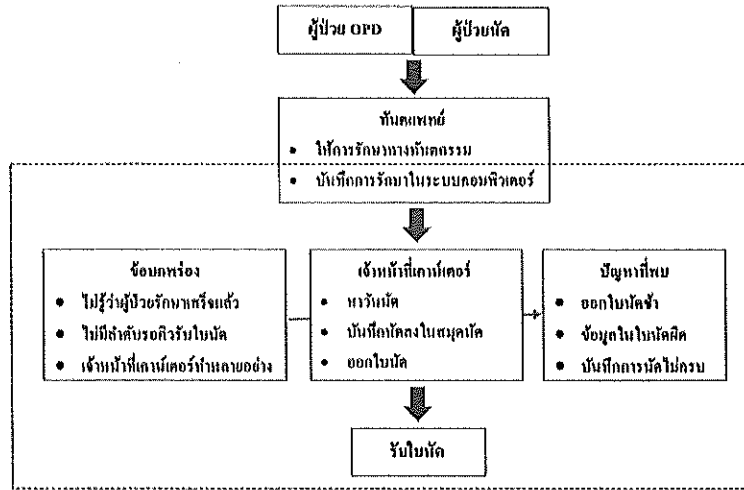 ผู้ป่วย OPD
ผู้ป่วยนัด
ทันตแพทย์
• ให้การรักษาทางทันตกรรม
• บันทึกการรักษาในระบบคอมพิวเตอร์
ข้อบกพร่อง
• ไม่รู้ว่าผู้ป่วยรักษาเสร็จแล้ว
• ไม่มีลำดับรอคิวรับใบนัด
• เจ้าหน้าที่เคาน์เตอร์ทำหลายอย่าง
เจ้าหน้าที่เคาน์เตอร์
• หาวันนัด
• บันทึกนัดลงในสมุดนัด
• ออกใบนัด
ปัญหาที่พบ
• ออกใบนัดช้า
• ข้อมูลในใบนัดผิด
• บันทึกการนัดไม่ครบ
รับใบนัด